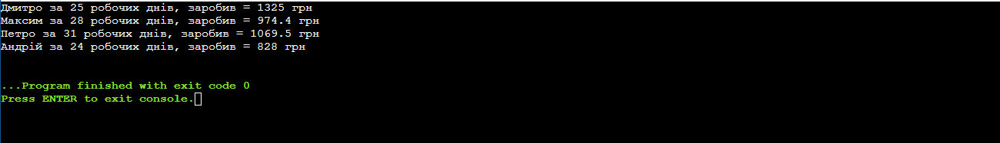 Дмитро за 25 робочих днів, заробив = 1325 грн
Максим за 28 робочих днів, заробив = 974.4 грн
Петро за 31 робочих днів, заробив = 1069.5 грн
Андрій за 24 робочих днів, заробив = 828 грн
...Program finished with exit code 0
Press ENTER to exit console.